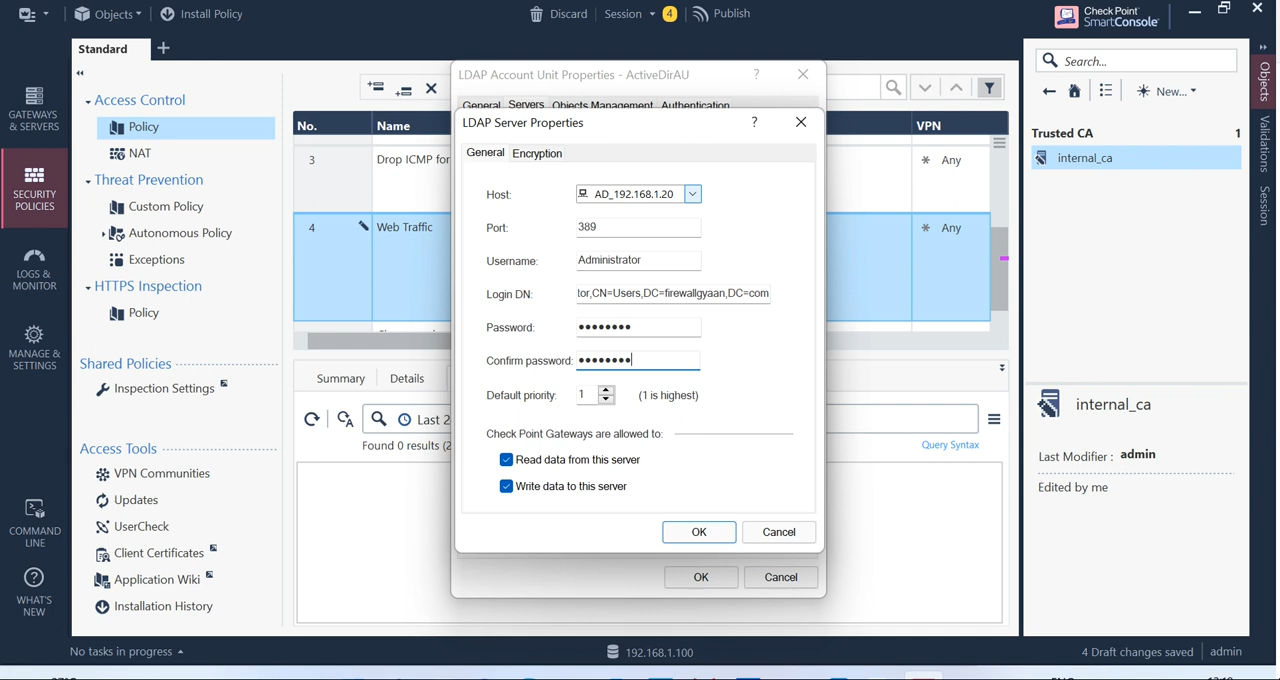 Objects
Install Policy
Discard
Session
4
Publish
Check Point
SmartConsole
Standard
GATEWAYS
& SERVERS
SECURITY
POLICIES
LOGS &
MONITOR
MANAGE &
SETTINGS
COMMAND
LINE
WHAT'S
NEW
Access Control
Policy
NAT
Threat Prevention
Custom Policy
Autonomous Policy
Exceptions
HTTPS Inspection
Policy
Shared Policies
Inspection Settings
Access Tools
VPN Communities
Updates
UserCheck
Client Certificates
Application Wiki
Installation History
No.
Name
VPN
3
Drop ICMP for
Any
4
Web Traffic
Any
Summary
Details
Last 2
Found 0 results (2
Query Syntax
LDAP Account Unit Properties - ActiveDirAU
?
General
Servers
Objects Management
Authentication
LDAP Server Properties
?
General
Encryption
Host:
AD_192.168.1.20
Port:
389
Username:
Administrator
Login DN:
tor,CN=Users,DC=firewallgyaan,DC=com
Password:
••••••••
Confirm password:
••••••••
Default priority:
1
(1 is highest)
Check Point Gateways are allowed to:
Read data from this server
Write data to this server
OK
Cancel
OK
Cancel
Search...
New...
Trusted CA
1
internal_ca
internal_ca
Last Modifier :
admin
Edited by me
Objects
Validations
Session
No tasks in progress
192.168.1.100
4 Draft changes saved
admin